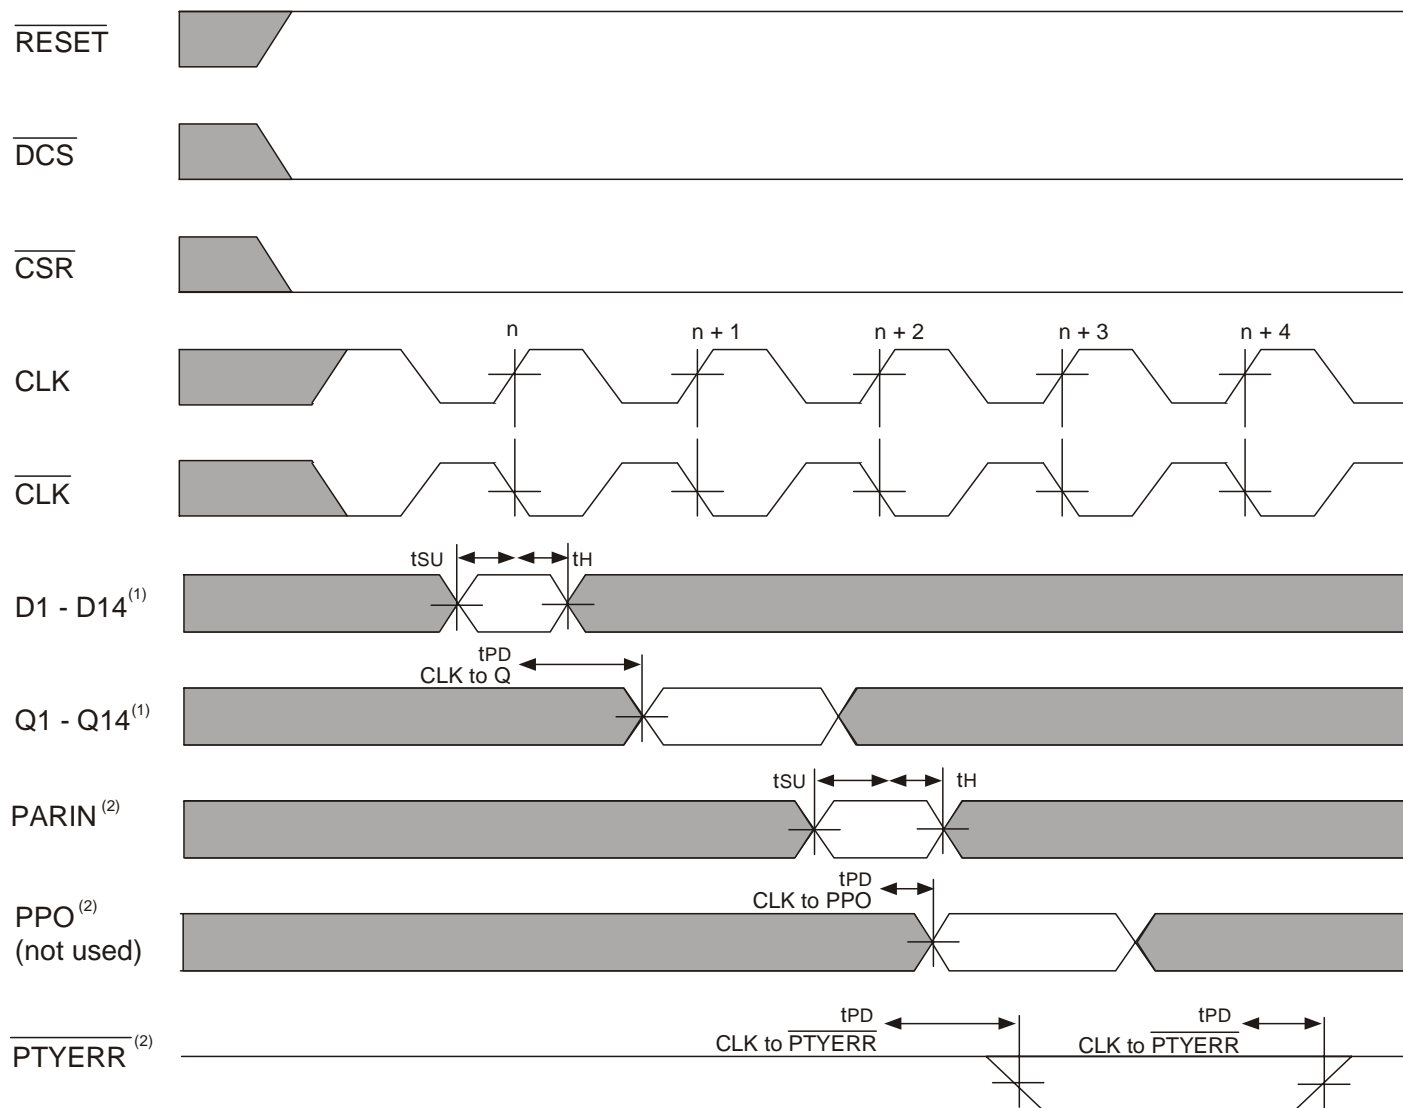 RESET
DCS
CSR
n n + 1 n + 2 n + 3 n + 4
CLK
CLK
tSU tH
D1 - D14(1)
tPD
CLK to Q
Q1 - Q14(1)
tSU tH
PARIN(2)
tPD
CLK to PPO
PPO(2)
(not used)
tPD tPD
CLK to PTYERR CLK to PTYERR
PTYERR(2)